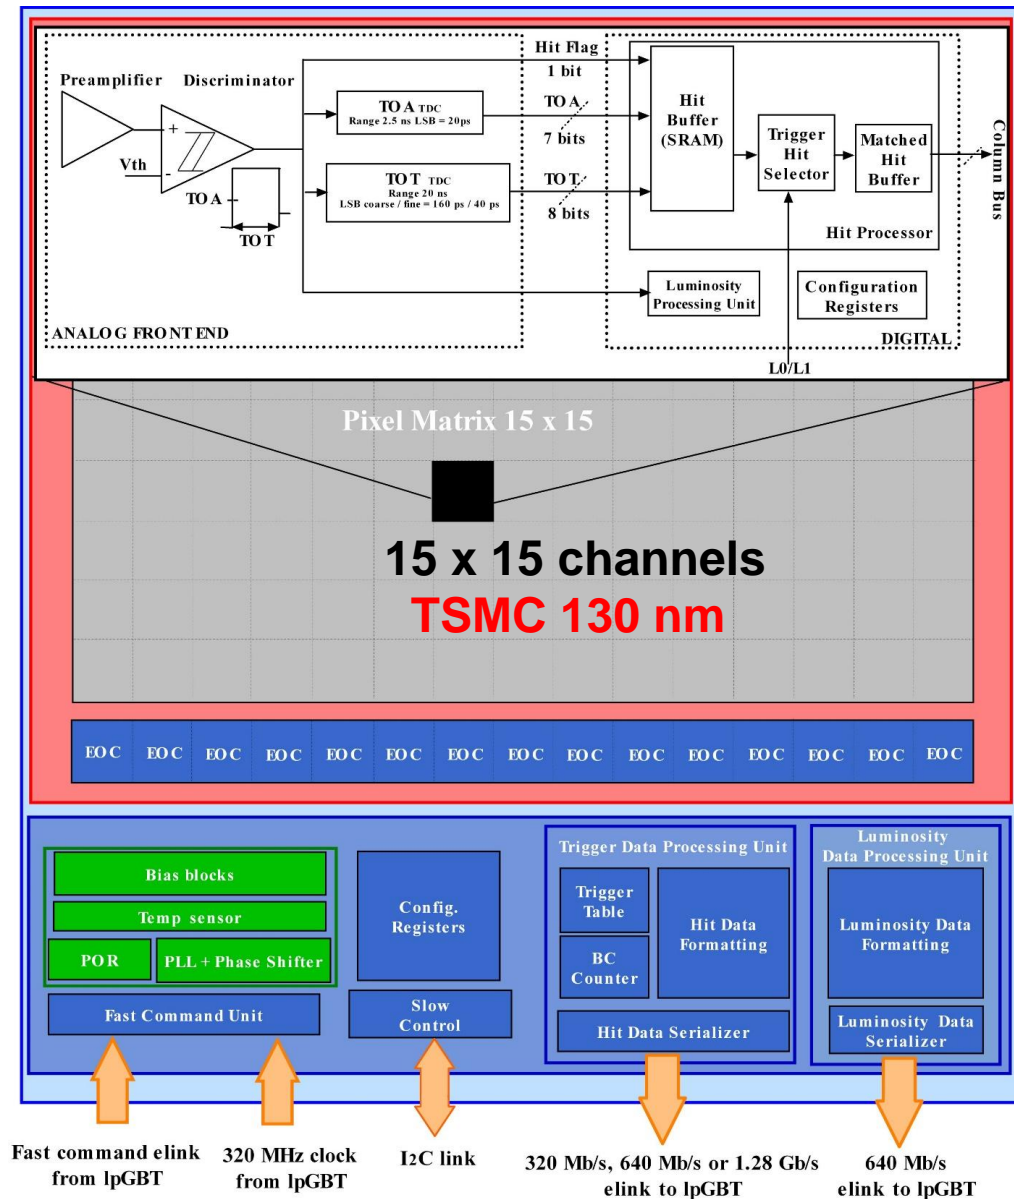 Preamplifier
Discriminator
Hit Flag
1 bit
TOA TDC
Range 2.5 ns LSB = 20ps
TOA
7 bits
Hit
Buffer
(SRAM)
Trigger
Hit
Selector
Matched
Hit
Buffer
Column Bus
+
Vth
-
TOA
TOT
TOT TDC
Range 20 ns
LSB coarse / fine = 160 ps / 40 ps
TOT
8 bits
Hit Processor
Luminosity
Processing Unit
Configuration
Registers
ANALOG FRONTEND
DIGITAL
L0/L1
Pixel Matrix 15 x 15
15 x 15 channels
TSMC 130 nm
EOC EOC EOC EOC EOC EOC EOC EOC EOC EOC EOC EOC EOC EOC EOC
Bias blocks
Temp sensor
POR
PLL + Phase Shifter
Fast Command Unit
Config.
Registers
Slow
Control
Trigger Data Processing Unit
Trigger
Table
BC
Counter
Hit Data
Formatting
Hit Data Serializer
Luminosity
Data Processing Unit
Luminosity Data
Formatting
Luminosity Data
Serializer
Fast command elink
from lpGBT
320 MHz clock
from lpGBT
I2C link
320 Mb/s, 640 Mb/s or 1.28 Gb/s
elink to lpGBT
640 Mb/s
elink to lpGBT